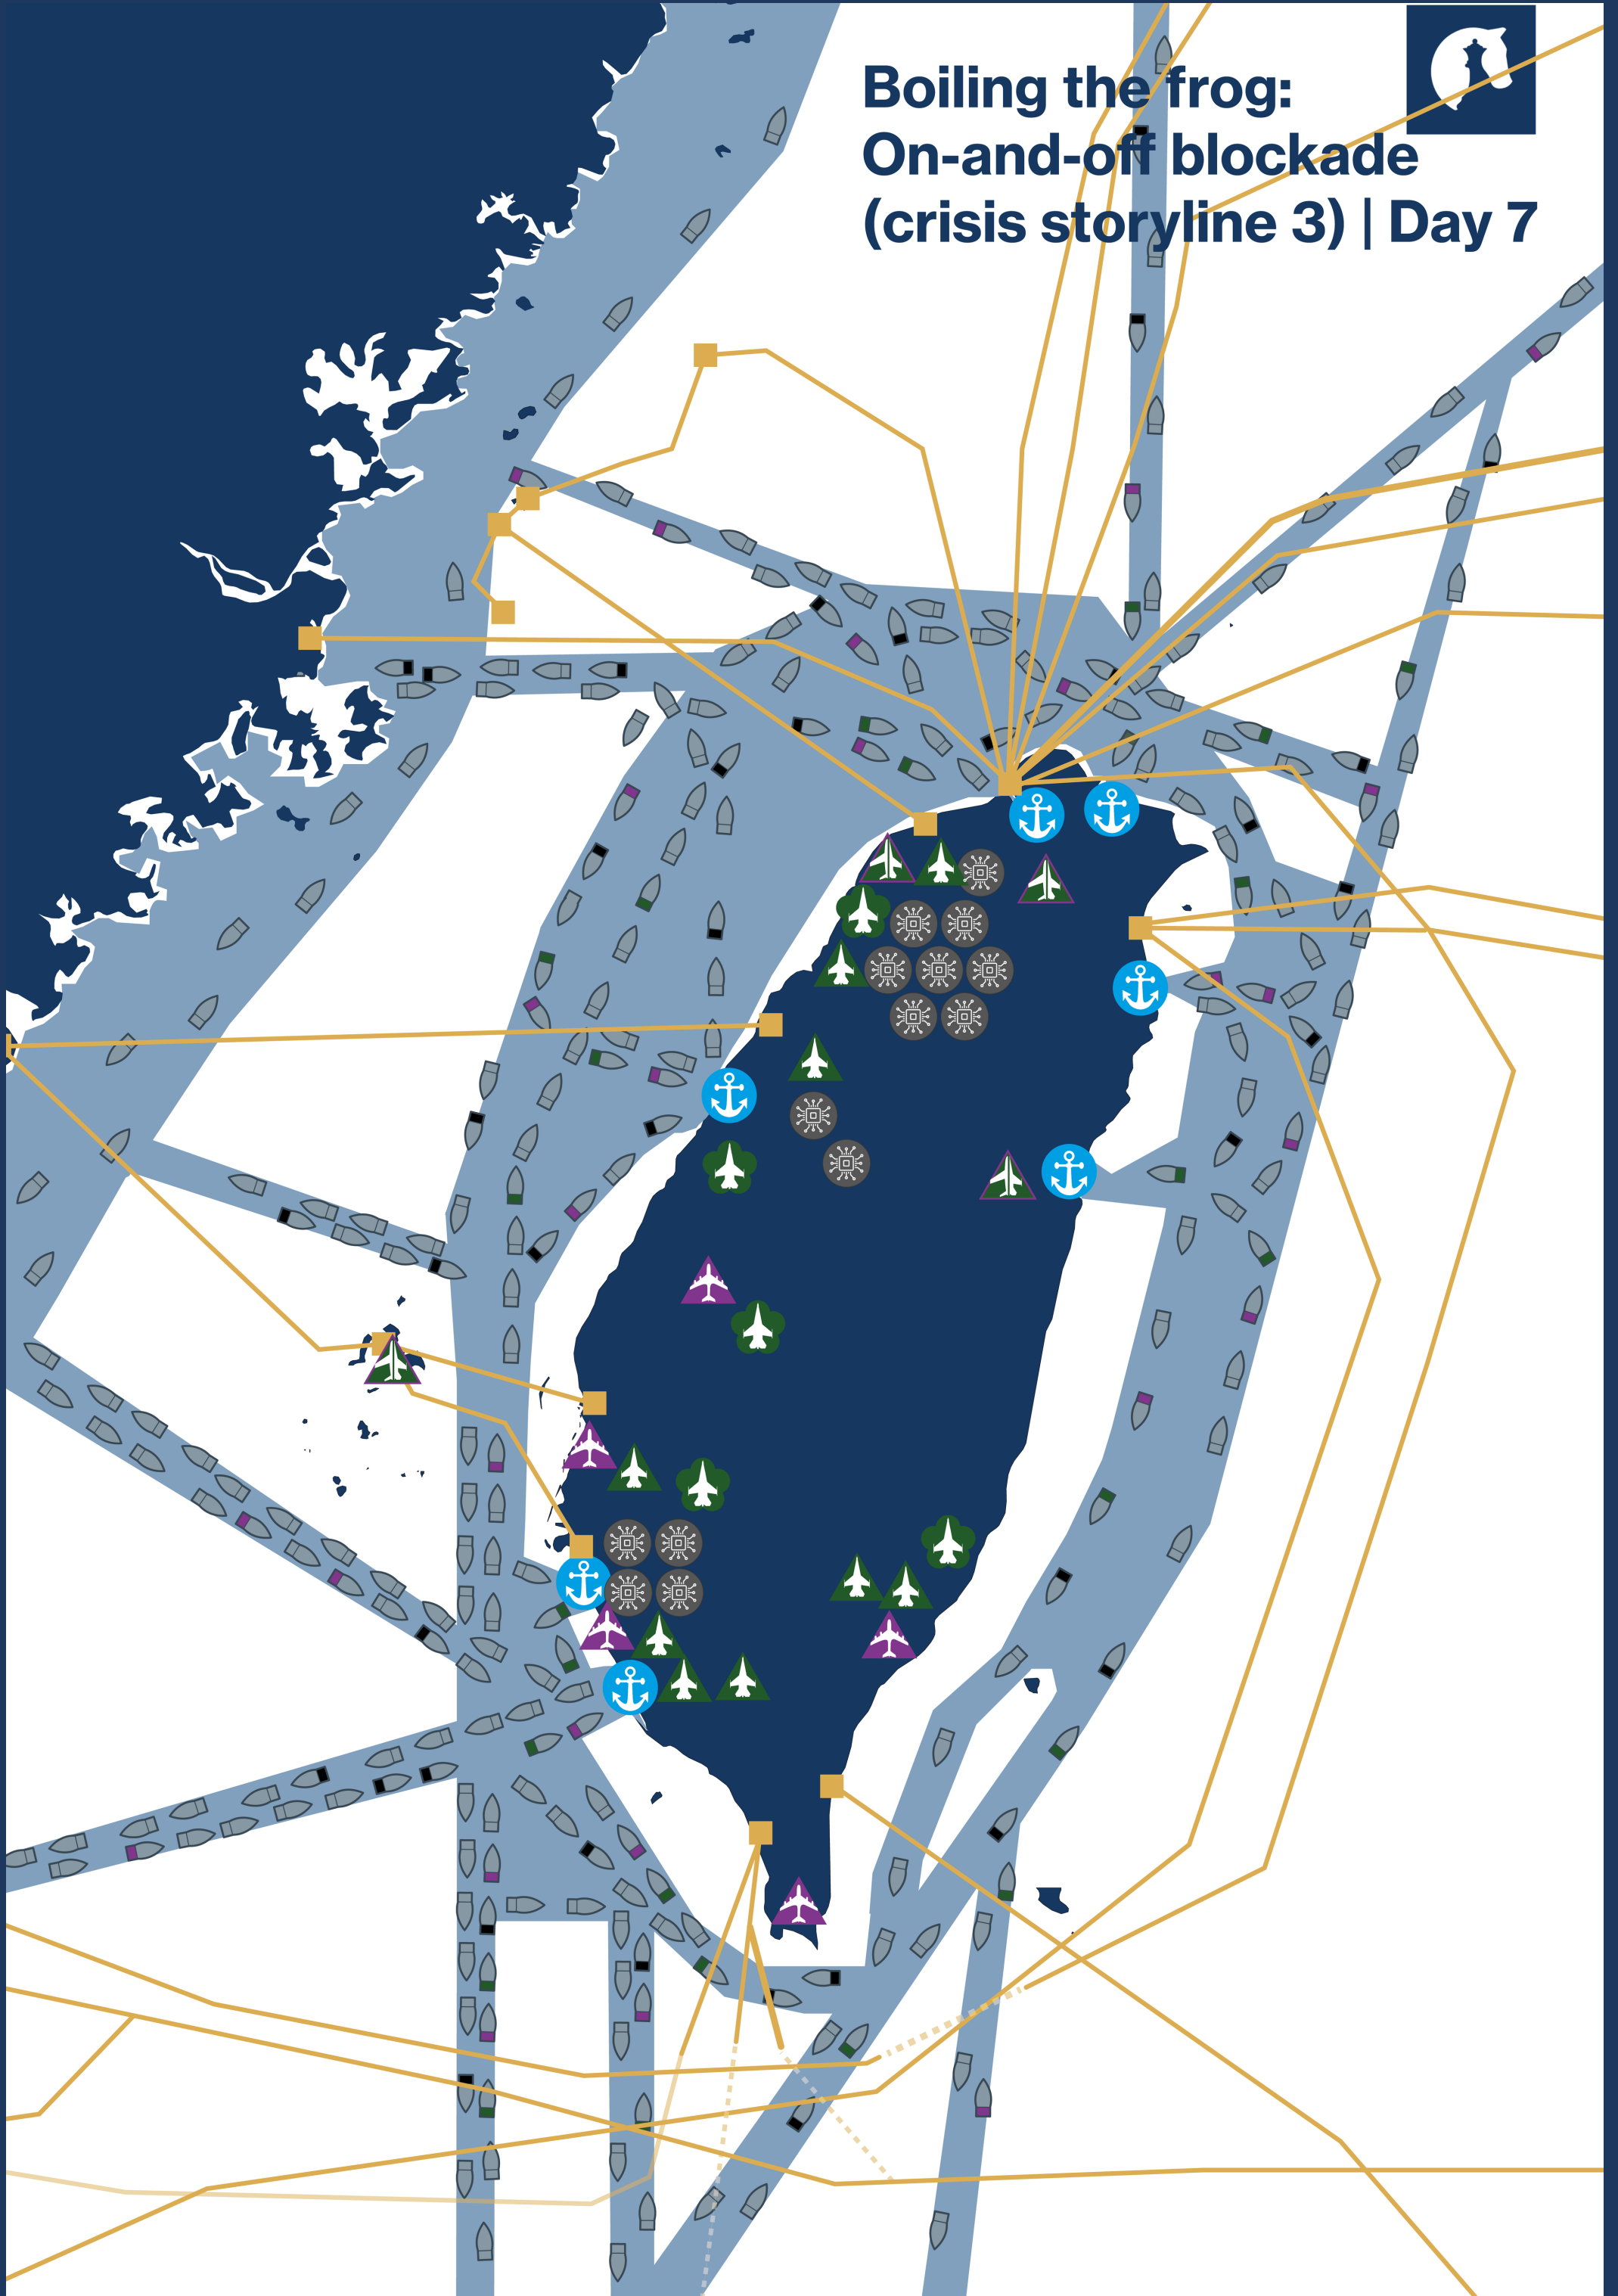 Boiling the frog:
On-and-off blockade
(crisis storyline 3) | Day 7